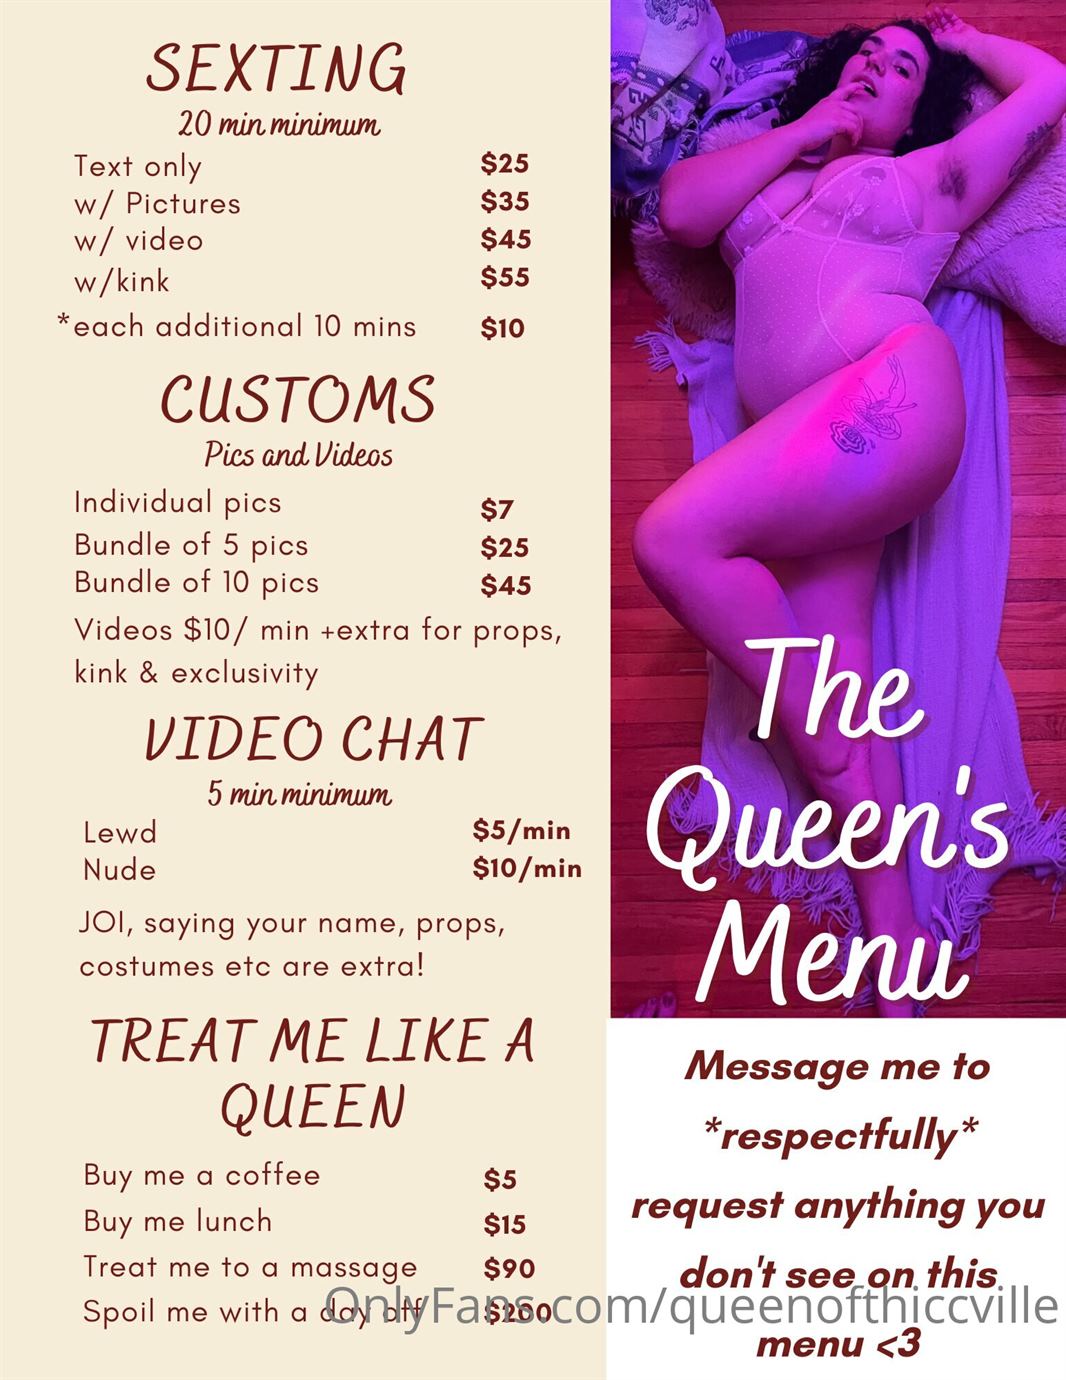 SEXTING
20 min minimum
Text only $25
w/ Pictures $35
w/ video $45
w/kink $55
*each additional 10 mins $10
CUSTOMS
Pics and Videos
Individual pics $7
Bundle of 5 pics $25
Bundle of 10 pics $45
Videos $10/ min +extra for props,
kink & exclusivity
VIDEO CHAT
5 min minimum
Lewd $5/min
Nude $10/min
JOI, saying your name, props,
costumes etc are extra!
TREAT ME LIKE A
QUEEN
Buy me a coffee $5
Buy me lunch $15
Treat me to a massage $90
Spoil me with a day off $200
The
Queen's
Menu
Message me to
*respectfully*
request anything you
don't see on this
menu <3
OnlyFans.com/queenofthiccville